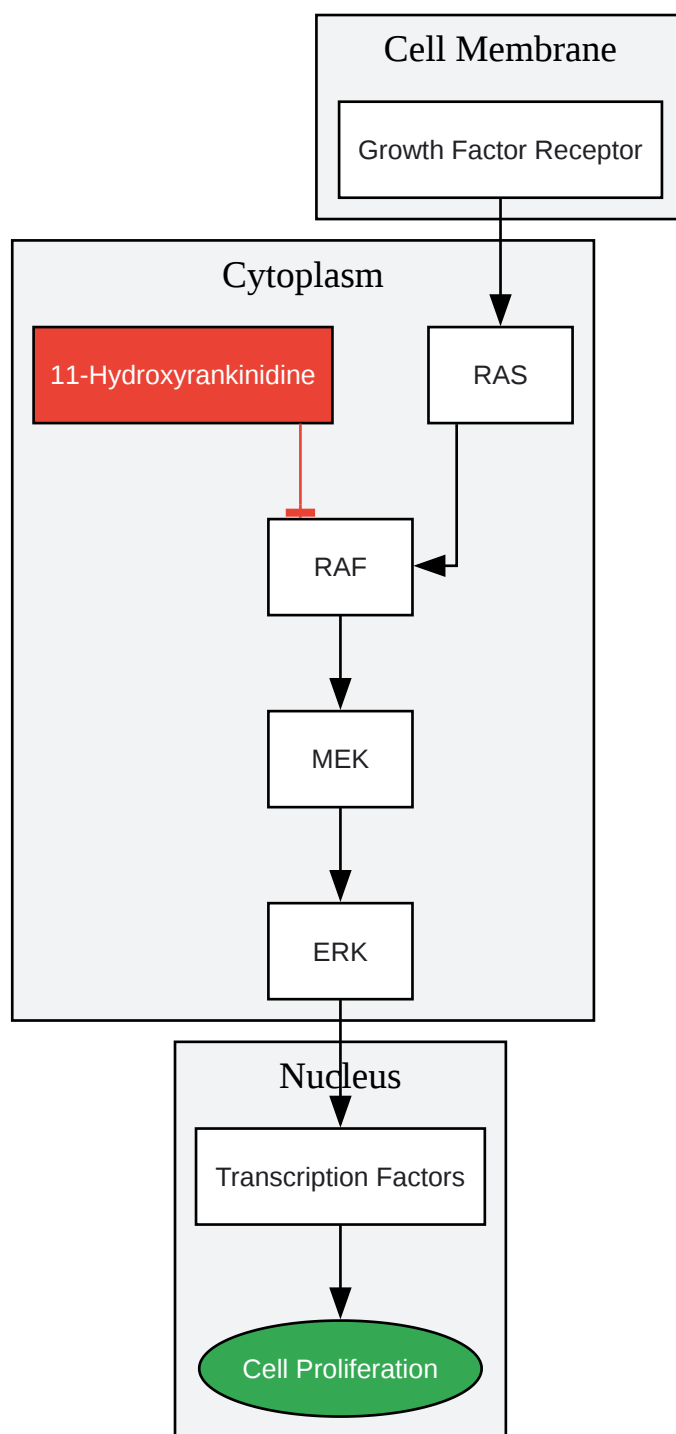 Cell Membrane
Growth Factor Receptor
Cytoplasm
11-Hydroxyrankinidine
RAS
RAF
MEK
ERK
Nucleus
Transcription Factors
Cell Proliferation